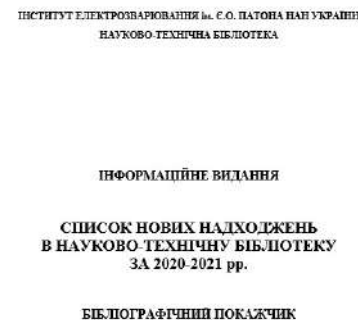 ІНСТИТУТ ЕЛЕКТРОЗВАРЮВАННЯ ім. Є.О. ПАТОНА НАН УКРАЇНИ
НАУКОВО-ТЕХНІЧНА БІБЛІОТЕКА
ІНФОРМАЦІЙНЕ ВИДАННЯ
СПИСОК НОВИХ НАДХОДЖЕНЬ
В НАУКОВО-ТЕХНІЧНУ БІБЛІОТЕКУ
ЗА 2020-2021 рр.
БІБЛІОГРАФІЧНИЙ ПОКАЖЧИК